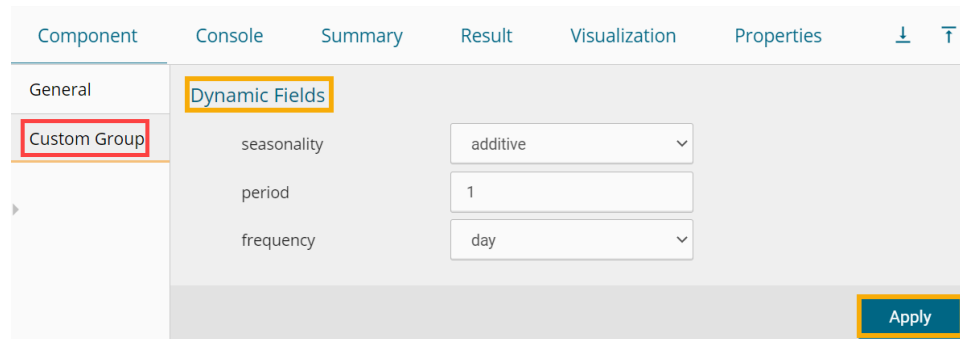 Component Console Summary Result Visualization Properties
General
Dynamic Fields
Custom Group
seasonality additive
period 1
frequency day
Apply